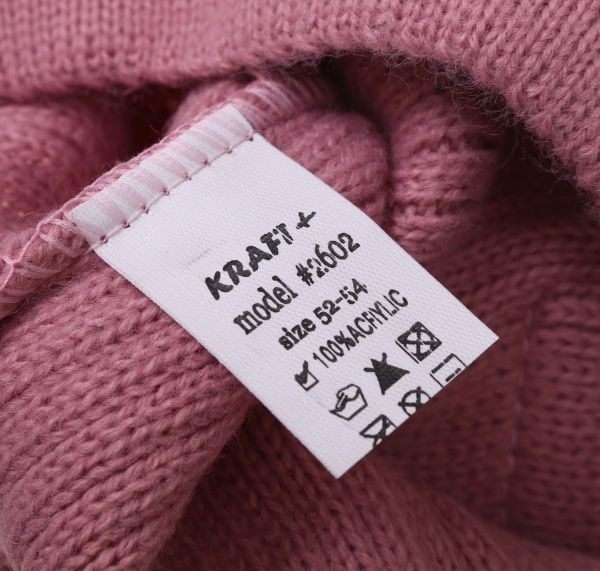 KRAFT+
model #2602
size 52-54
100%ACRYLIC